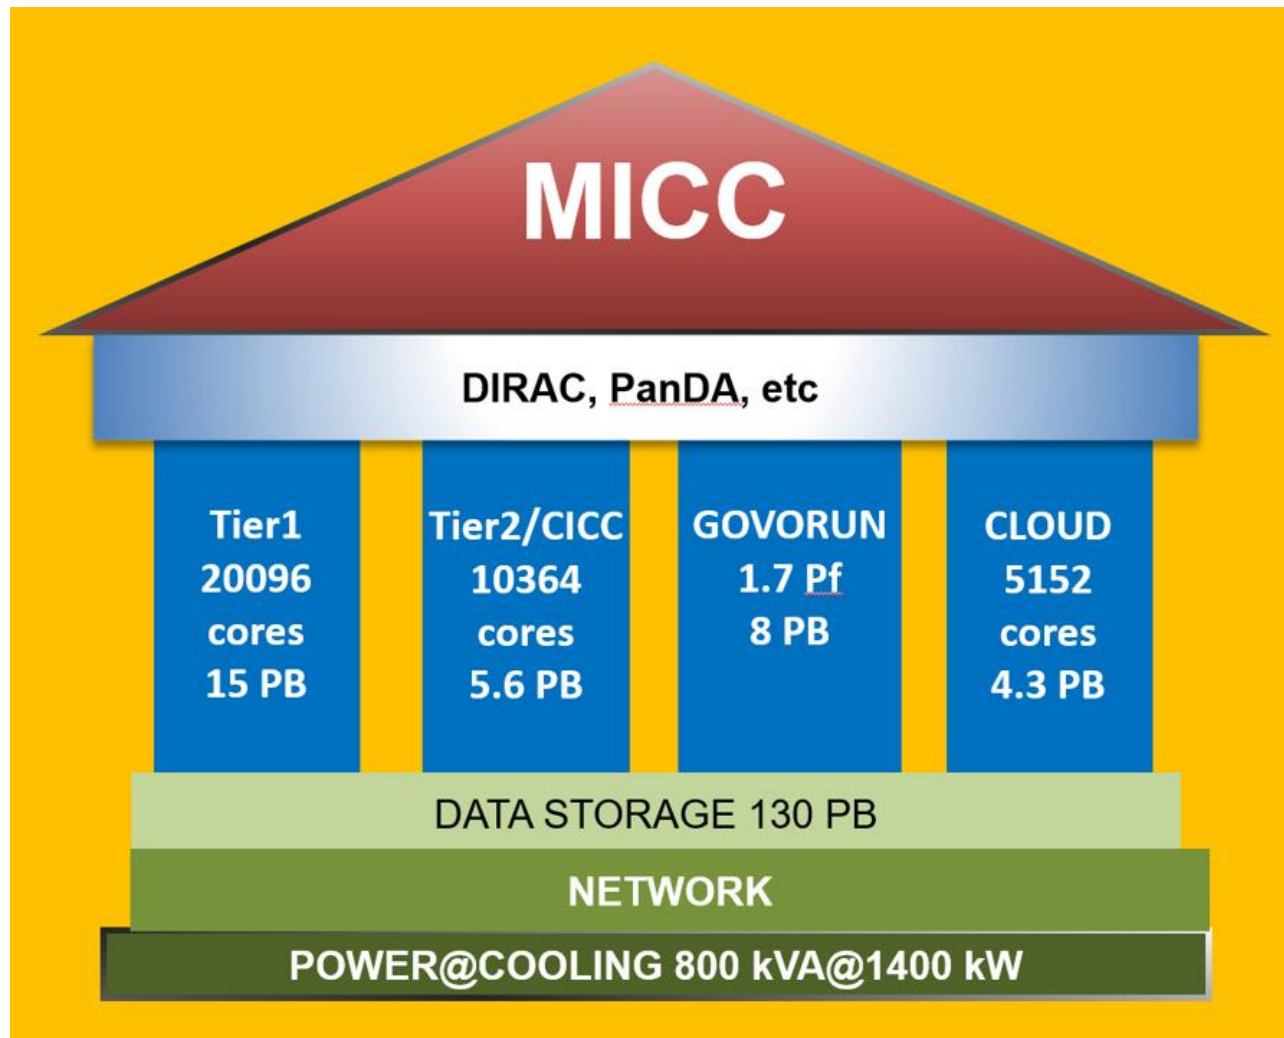 MICC
DIRAC, PanDA, etc
Tier1
20096
cores
15 PB
Tier2/CICC
10364
cores
5.6 PB
GOVORUN
1.7 Pf
8 PB
CLOUD
5152
cores
4.3 PB
DATA STORAGE 130 PB
NETWORK
POWER@COOLING 800 kVA@1400 kW